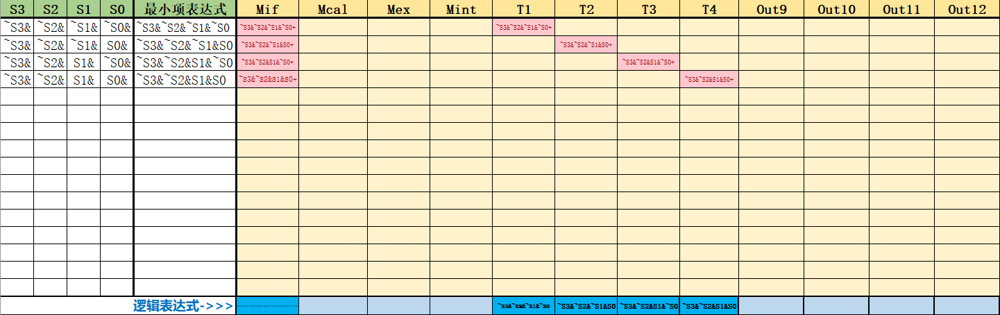 S3 S2 S1 S0 最小项表达式 Mif Mcal Mex Mint T1 T2 T3 T4 Out9 Out10 Out11 Out12
~S3& ~S2& ~S1& ~S0& ~S3&~S2&~S1&~S0 ~S3&~S2&~S1&~S0+ ~S3&~S2&~S1&~S0+
~S3& ~S2& ~S1& S0& ~S3&~S2&~S1&S0 ~S3&~S2&~S1&S0+ ~S3&~S2&~S1&S0+
~S3& ~S2& S1& ~S0& ~S3&~S2&S1&~S0 ~S3&~S2&S1&~S0+ ~S3&~S2&S1&~S0+
~S3& ~S2& S1& S0& ~S3&~S2&S1&S0 ~S3&~S2&S1&S0+ ~S3&~S2&S1&S0+
逻辑表达式->>> ~S3&~S2&~S1&~S0 ~S3&~S2&~S1&S0 ~S3&~S2&S1&~S0 ~S3&~S2&S1&S0